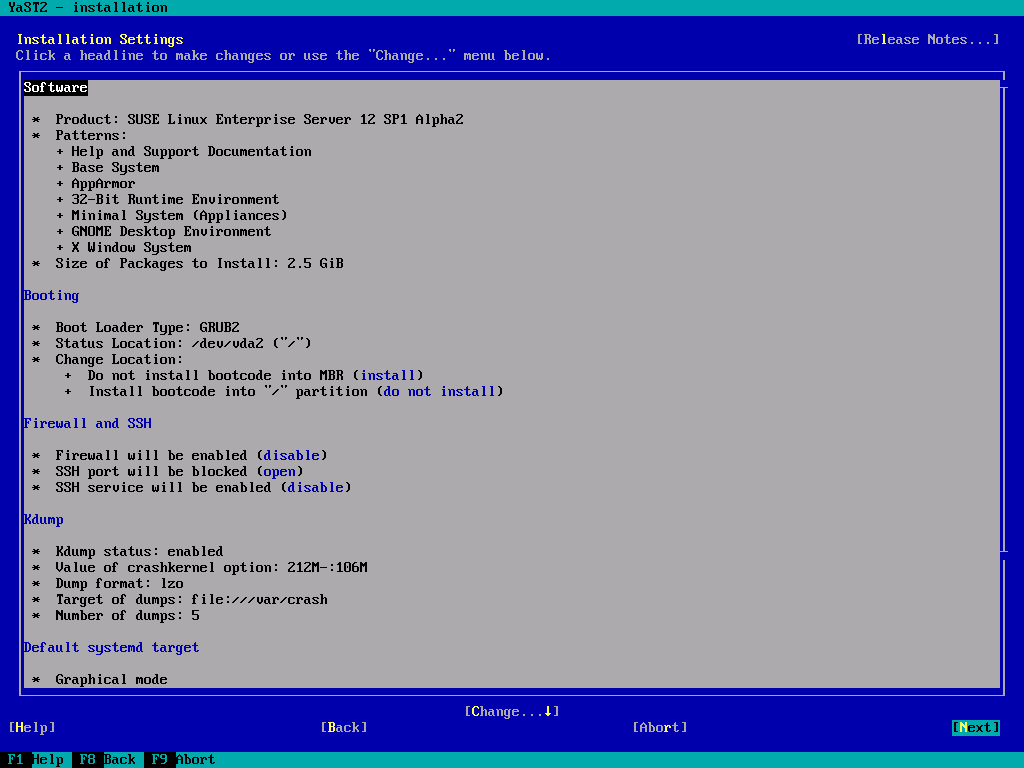 YaST2 - installation
Installation Settings [Release Notes...]
Click a headline to make changes or use the "Change..." menu below.
Software
* Product: SUSE Linux Enterprise Server 12 SP1 Alpha2
* Patterns:
+ Help and Support Documentation
+ Base System
+ AppArmor
+ 32-Bit Runtime Environment
+ Minimal System (Appliances)
+ GNOME Desktop Environment
+ X Window System
* Size of Packages to Install: 2.5 GiB
Booting
* Boot Loader Type: GRUB2
* Status Location: /dev/vda2 ("/")
* Change Location:
+ Do not install bootcode into MBR (install)
+ Install bootcode into "/" partition (do not install)
Firewall and SSH
* Firewall will be enabled (disable)
* SSH port will be blocked (open)
* SSH service will be enabled (disable)
Kdump
* Kdump status: enabled
* Value of crashkernel option: 212M-:106M
* Dump format: lzo
* Target of dumps: file:///var/crash
* Number of dumps: 5
Default systemd target
* Graphical mode
[Change...↓]
[Help] [Back] [Abort] [Next]
F1 Help F8 Back F9 Abort